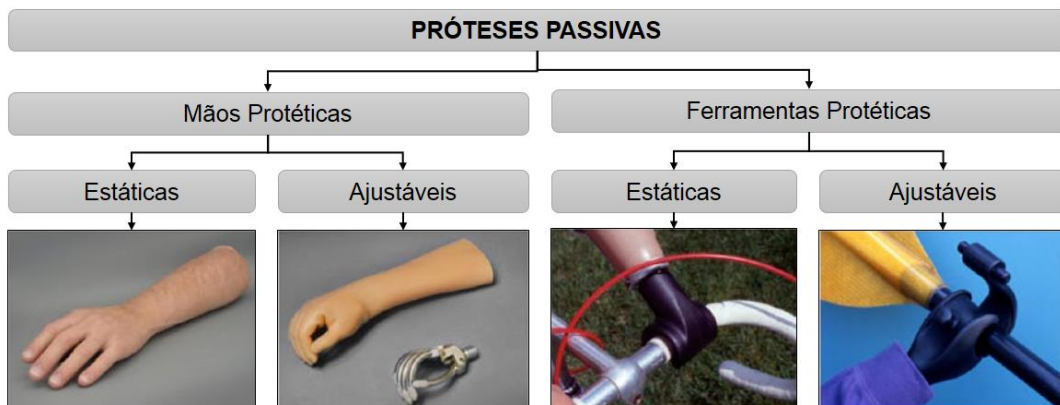 PRÓTESES PASSIVAS
Mãos Protéticas
Ferramentas Protéticas
Estáticas
Ajustáveis
Estáticas
Ajustáveis